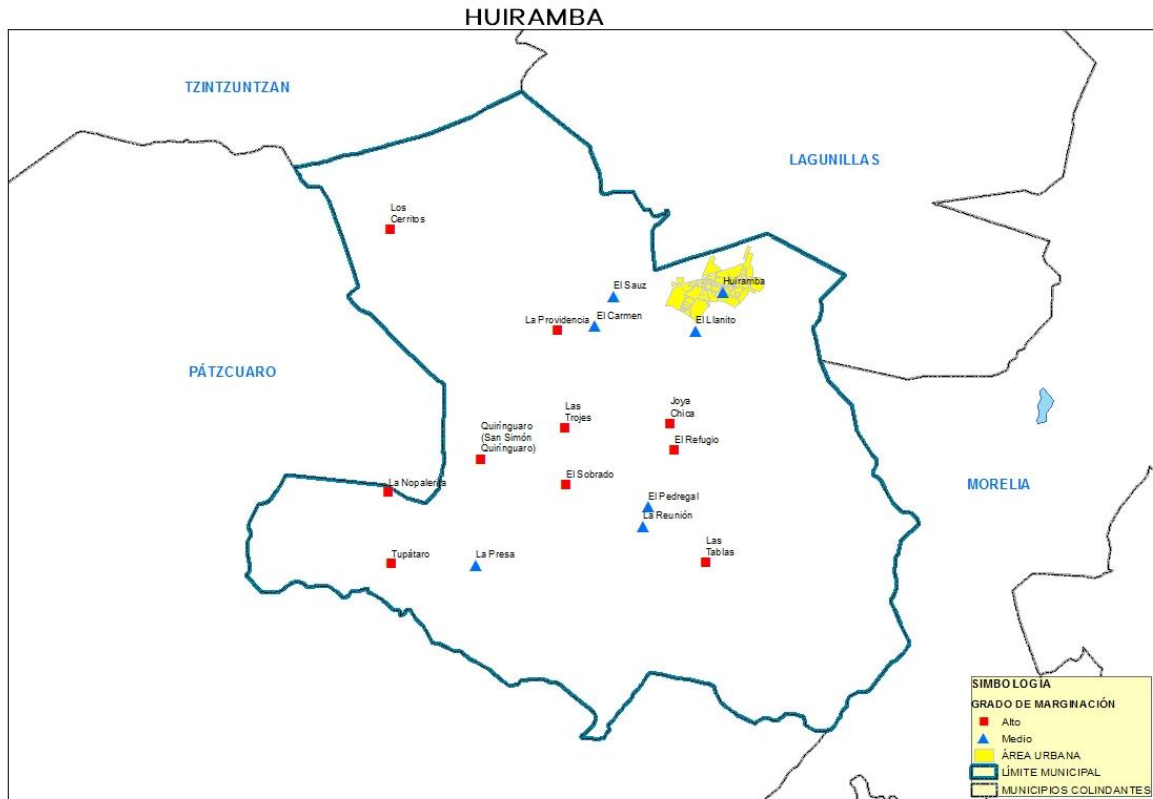 HUIRAMBA
TZINTZUNTZAN
LAGUNILLAS
Los
Cerritos
El Sauz
Huiramba
El Carmen
La Providencia
El Llanito
PÁTZCUARO
Las
Trojes
Joya
Chica
Quirínguaro
(San Simón
Quirínguaro)
El Refugio
La Nopalera
El Sobrado
MORELIA
El Pedregal
La Reunión
Tupátaro
La Presa
Las
Tablas
SIMBOLOGÍA
GRADO DE MARGINACIÓN
Alto
Medio
ÁREA URBANA
LÍMITE MUNICIPAL
MUNICIPIOS COLINDANTES